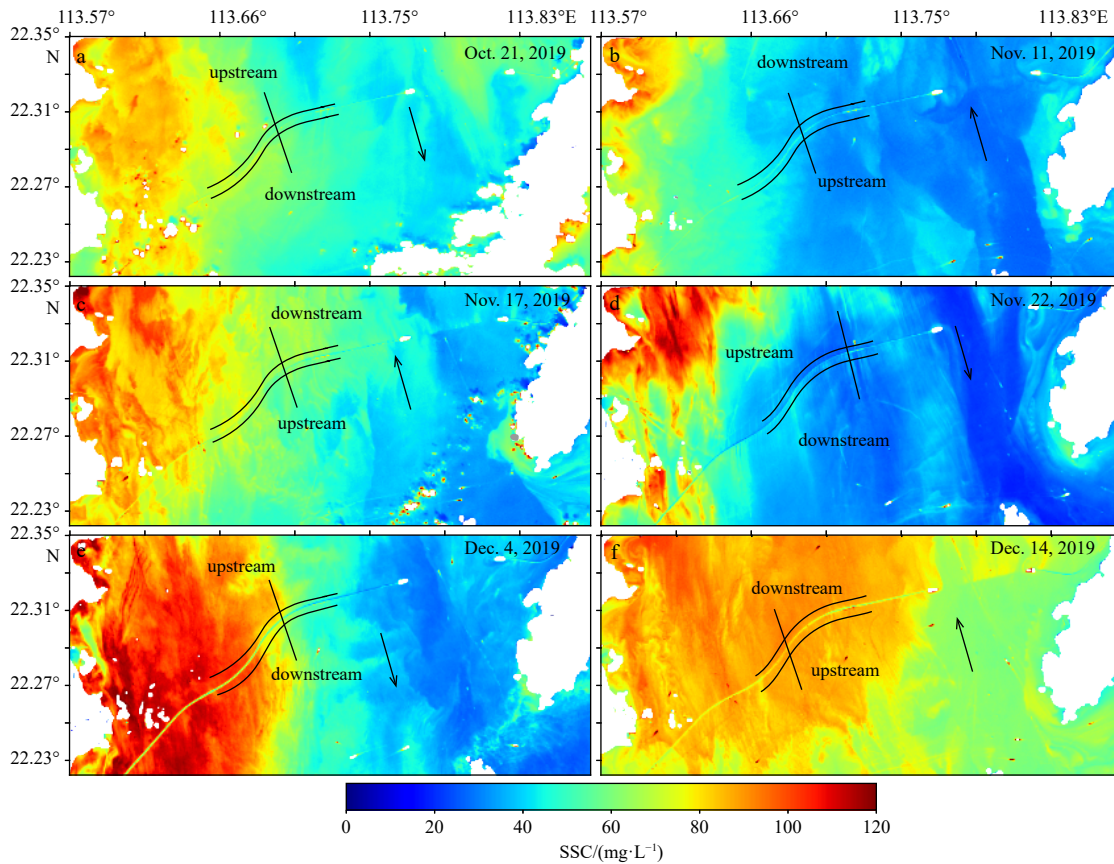 113.57° 113.66° 113.75° 113.83°E 113.57° 113.66° 113.75° 113.83°E
22.35°
N
a
Oct. 21, 2019
upstream
22.31°
22.27°
downstream
22.23°
b
Nov. 11, 2019
downstream
upstream
22.35°
N
c
Nov. 17, 2019
downstream
22.31°
upstream
22.27°
22.23°
d
Nov. 22, 2019
upstream
downstream
22.35°
N
e
Dec. 4, 2019
upstream
22.31°
downstream
22.27°
22.23°
f
Dec. 14, 2019
downstream
upstream
0 20 40 60 80 100 120
SSC/(mg·L⁻¹)